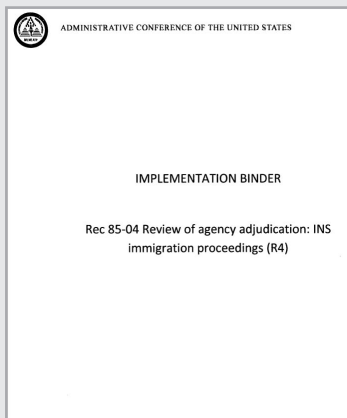 ADMINISTRATIVE CONFERENCE OF THE UNITED STATES
IMPLEMENTATION BINDER
Rec 85-04 Review of agency adjudication: INS
immigration proceedings (R4)